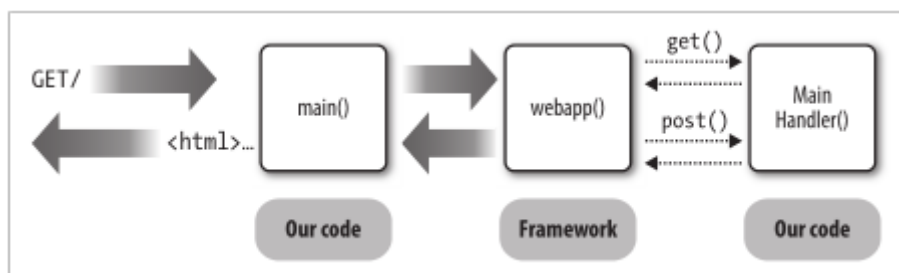 get()
GET/
main()
webapp()
Main
Handler()
post()
<html>…
Our code
Framework
Our code